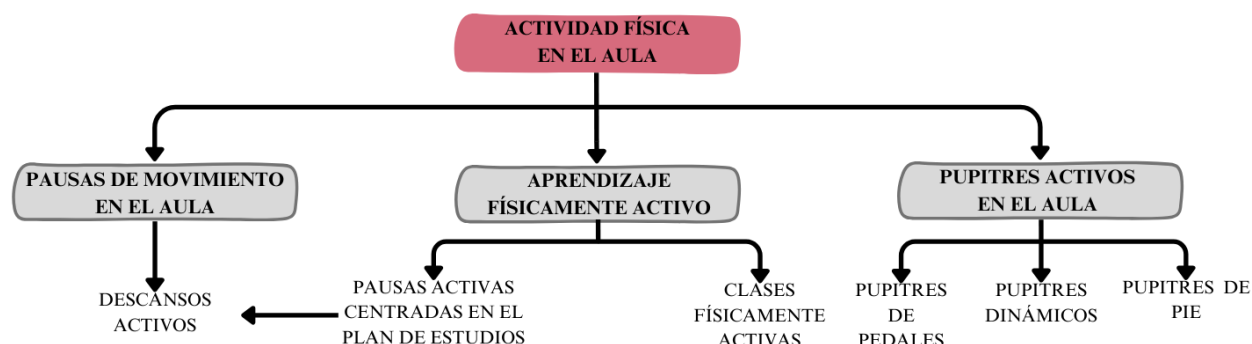 ACTIVIDAD FÍSICA
EN EL AULA
PAUSAS DE MOVIMIENTO
EN EL AULA
APRENDIZAJE
FÍSICAMENTE ACTIVO
PUPITRES ACTIVOS
EN EL AULA
DESCANSOS
ACTIVOS
PAUSAS ACTIVAS
CENTRADAS EN EL
PLAN DE ESTUDIOS
CLASES
FÍSICAMENTE
ACTIVAS
PUPITRES
DE
PEDALES
PUPITRES
DINÁMICOS
PUPITRES DE
PIE